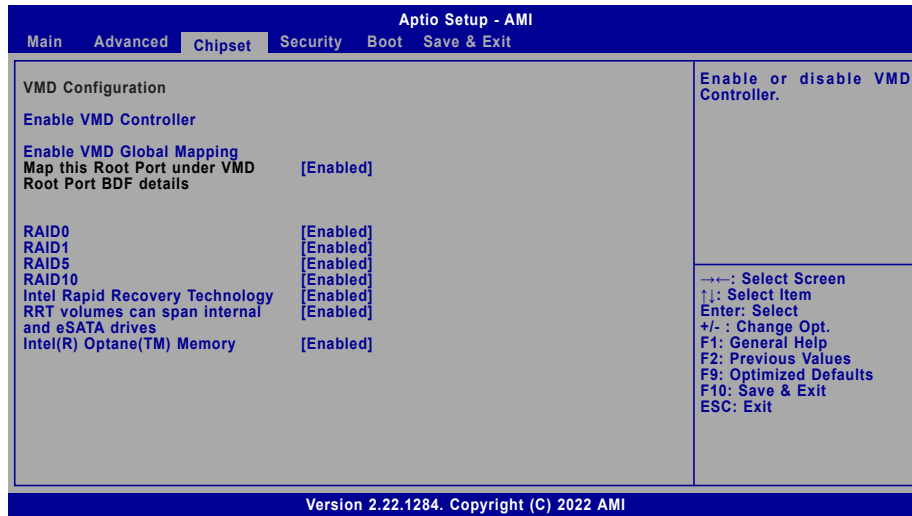 Aptio Setup - AMI
Main Advanced Chipset Security Boot Save & Exit
VMD Configuration
Enable VMD Controller
Enable VMD Global Mapping
Map this Root Port under VMD [Enabled]
Root Port BDF details
RAID0 [Enabled]
RAID1 [Enabled]
RAID5 [Enabled]
RAID10 [Enabled]
Intel Rapid Recovery Technology [Enabled]
RRT volumes can span internal [Enabled]
and eSATA drives
Intel(R) Optane(TM) Memory [Enabled]
Enable or disable VMD
Controller.
→←: Select Screen
↑↓: Select Item
Enter: Select
+/- : Change Opt.
F1: General Help
F2: Previous Values
F9: Optimized Defaults
F10: Save & Exit
ESC: Exit
Version 2.22.1284. Copyright (C) 2022 AMI